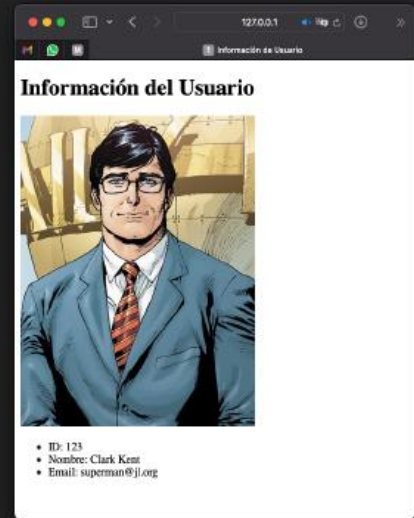 127.0.0.1
Información de Usuario
Información del Usuario
ID: 123
Nombre: Clark Kent
Email: superman@jl.org